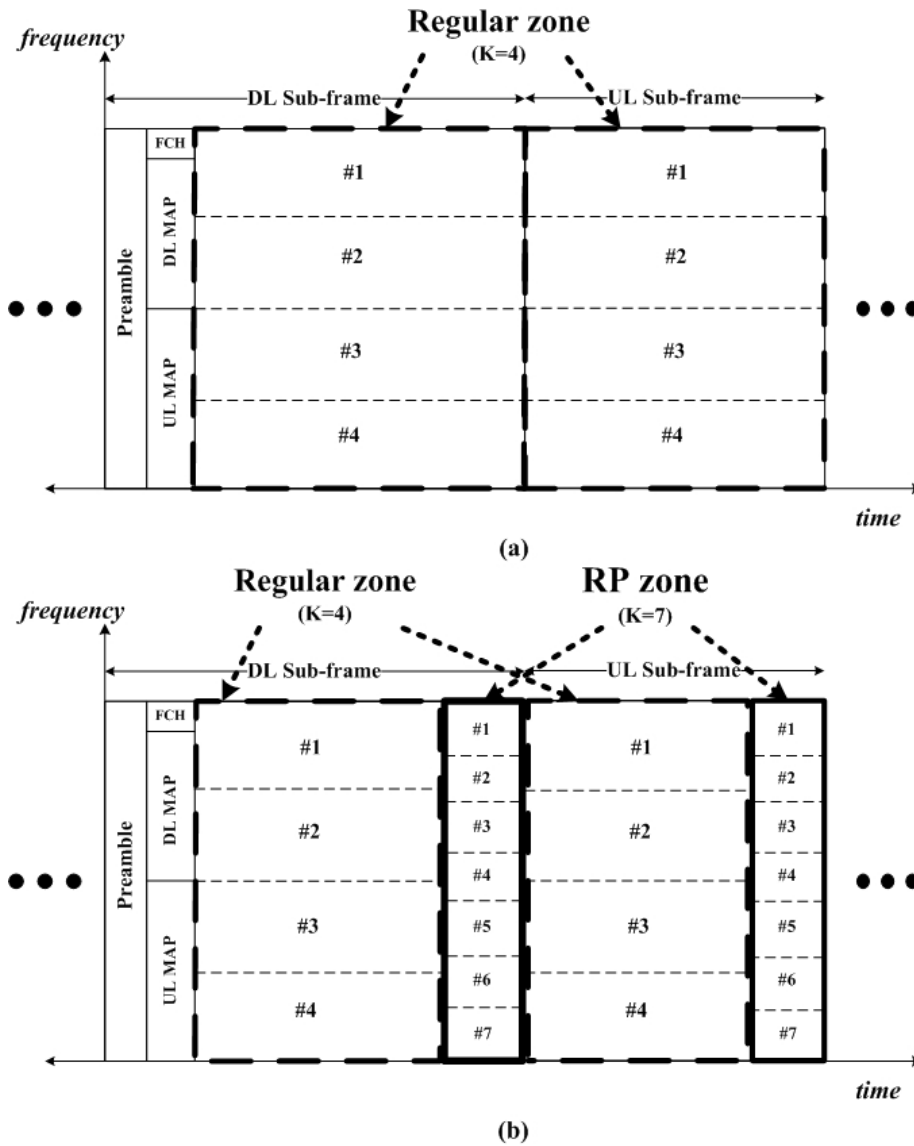 Regular zone
(K=4)
frequency
DL Sub-frame
UL Sub-frame
FCH
DL MAP
UL MAP
Preamble
#1
#1
#2
#2
#3
#3
#4
#4
time
(a)
Regular zone
(K=4)
RP zone
(K=7)
frequency
DL Sub-frame
UL Sub-frame
FCH
DL MAP
UL MAP
Preamble
#1
#2
#3
#4
#1
#2
#3
#4
#5
#6
#7
#1
#2
#3
#4
#1
#2
#3
#4
#5
#6
#7
time
(b)